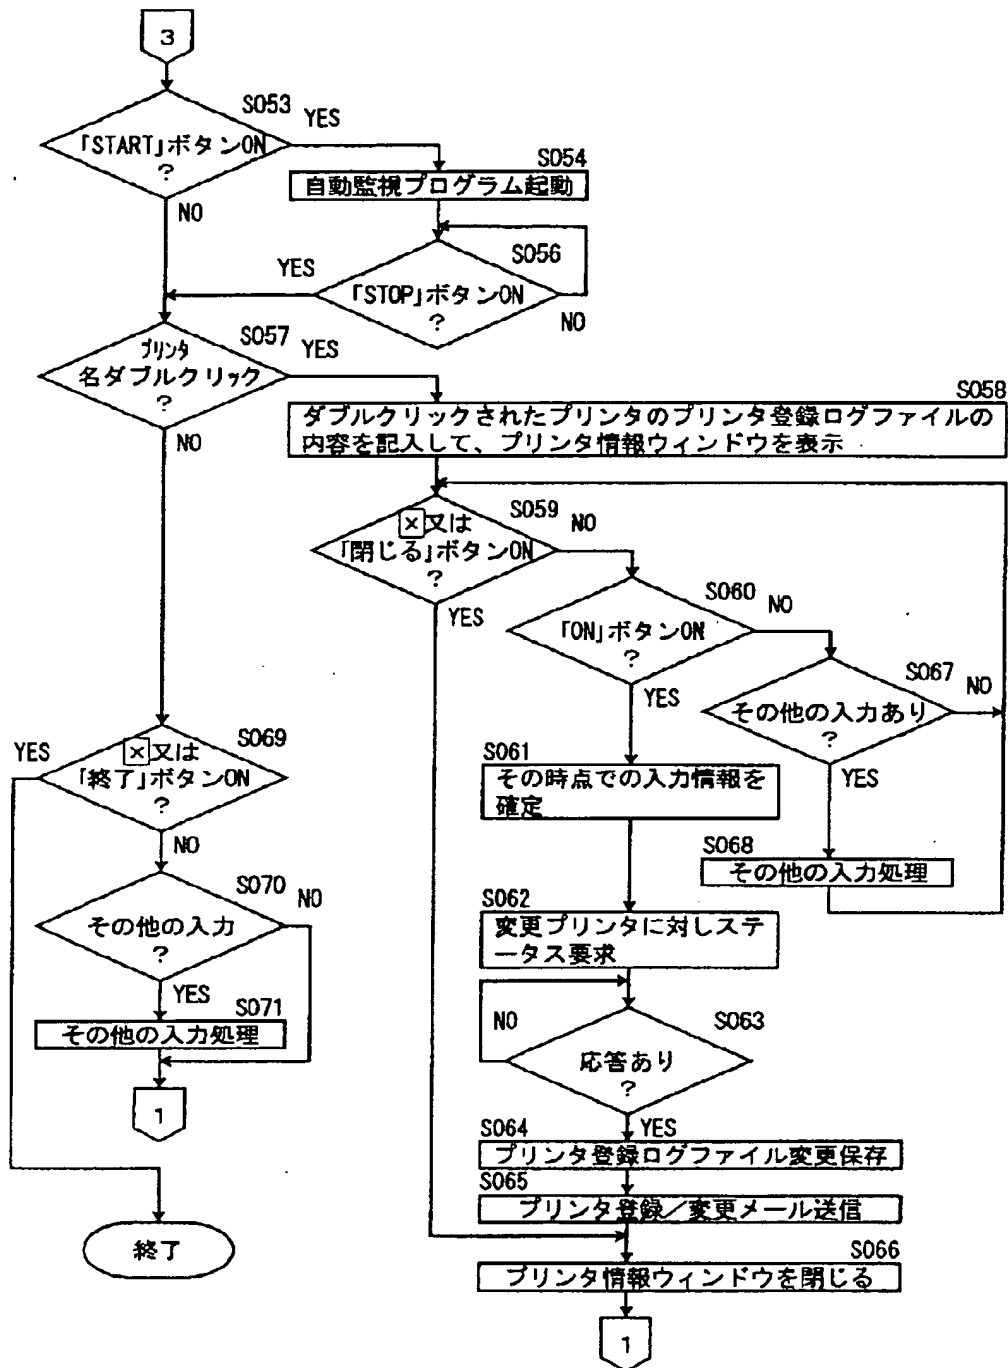 3
S053
YES
「START」ボタンON
?
NO
S054
自動監視プログラム起動
S056
YES
「STOP」ボタンON
?
NO
S057
YES
プリンタ
名ダブルクリック
?
NO
S058
ダブルクリックされたプリンタのプリンタ登録ログファイルの
内容を記入して、プリンタ情報ウィンドウを表示
S059
NO
×又は
「閉じる」ボタンON
?
YES
S060
NO
「ON」ボタンON
?
YES
S067
NO
その他の入力あり
?
YES
S061
その時点での入力情報を
確定
S068
その他の入力処理
S062
変更プリンタに対しステ
ータス要求
S063
NO
応答あり
?
YES
S064
プリンタ登録ログファイル変更保存
S065
プリンタ登録/変更メール送信
S066
プリンタ情報ウィンドウを閉じる
1
S069
YES
×又は
「終了」ボタンON
?
NO
S070
NO
その他の入力
?
YES
S071
その他の入力処理
1
終了